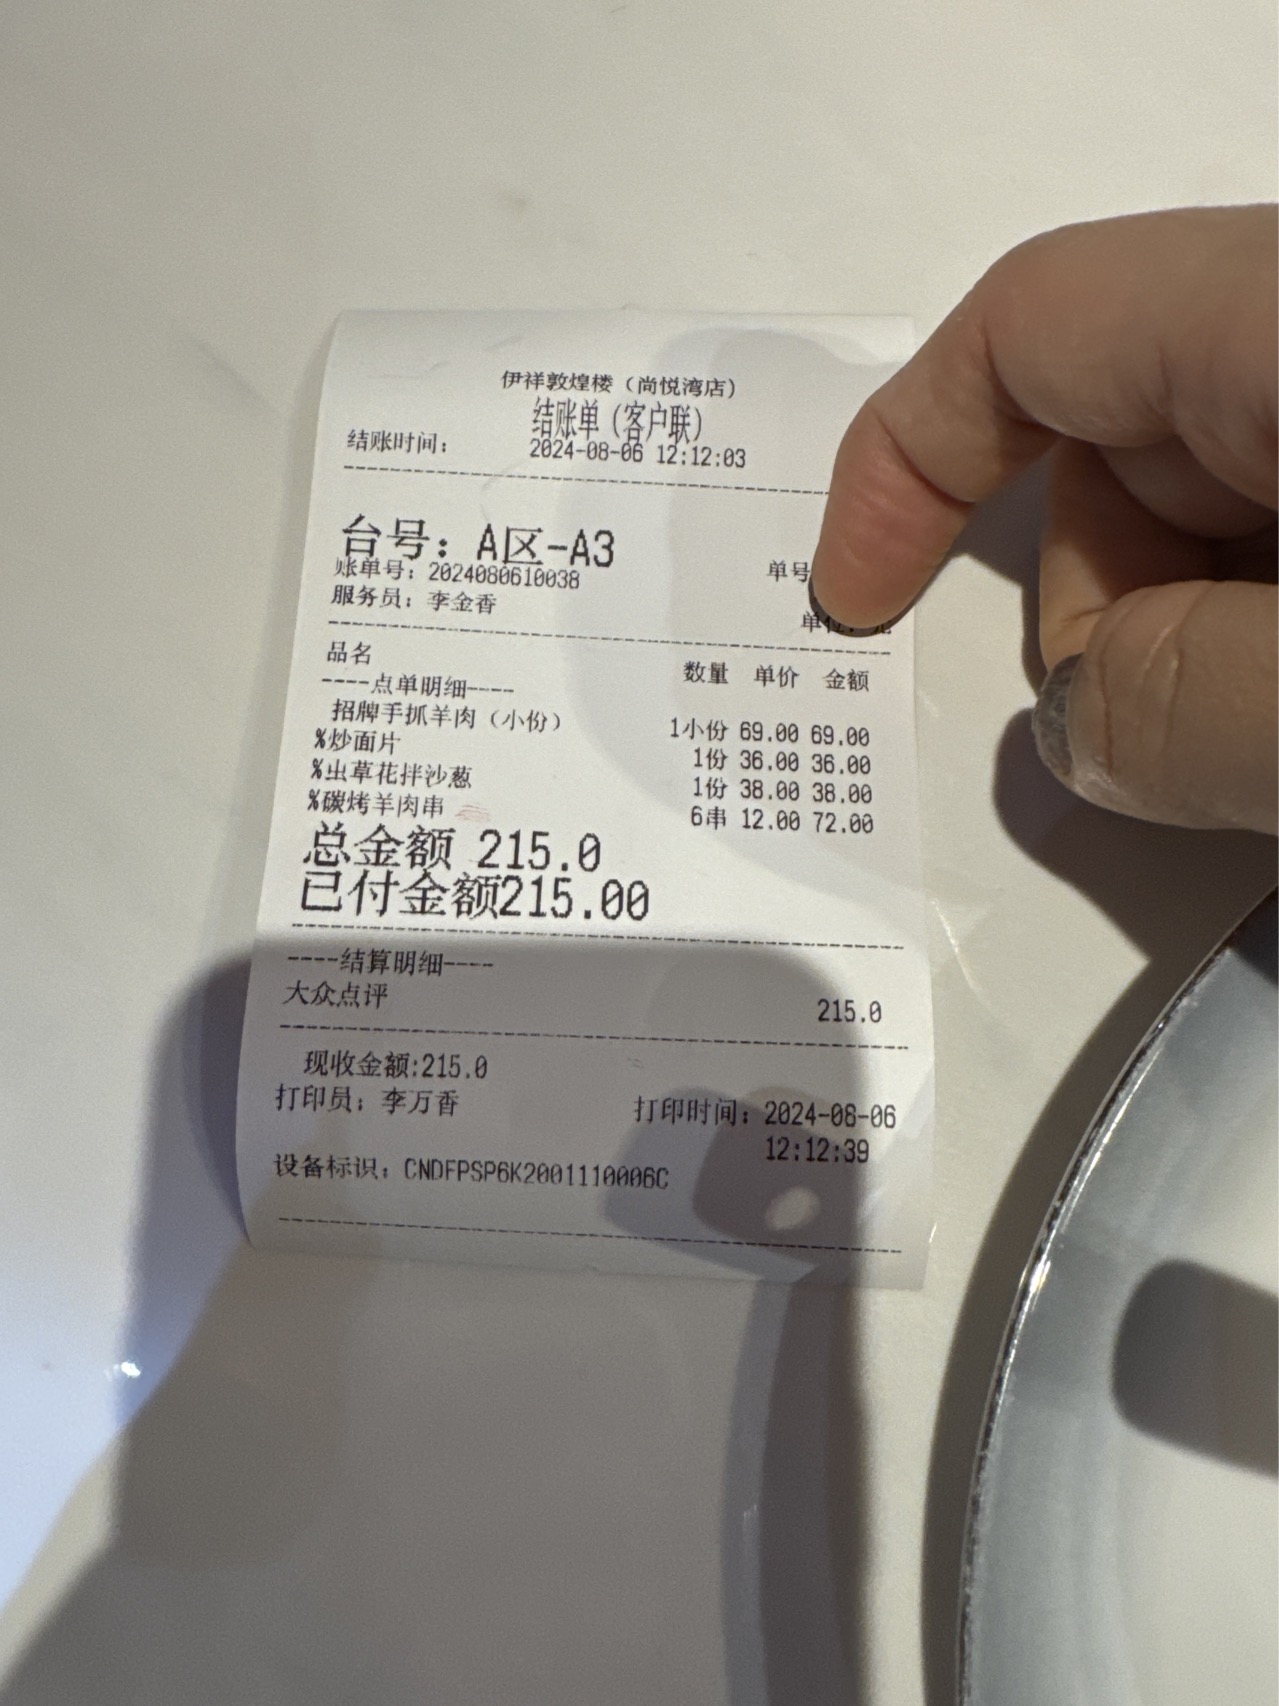 伊祥敦煌楼（尚悦湾店）
结账单（客户联）
结账时间： 2024-08-06 12:12:03
台号：A区-A3
账单号：2024080610038 单号
服务员：李金香 单位：元
品名 数量 单价 金额
----点单明细----
招牌手抓羊肉（小份） 1小份 69.00 69.00
%炒面片 1份 36.00 36.00
%虫草花拌沙葱 1份 38.00 38.00
%碳烤羊肉串 6串 12.00 72.00
总金额 215.0
已付金额215.00
----结算明细----
大众点评 215.0
现收金额:215.0
打印员：李万香 打印时间：2024-08-06
12:12:39
设备标识：CNDFPSP6K2001110006C